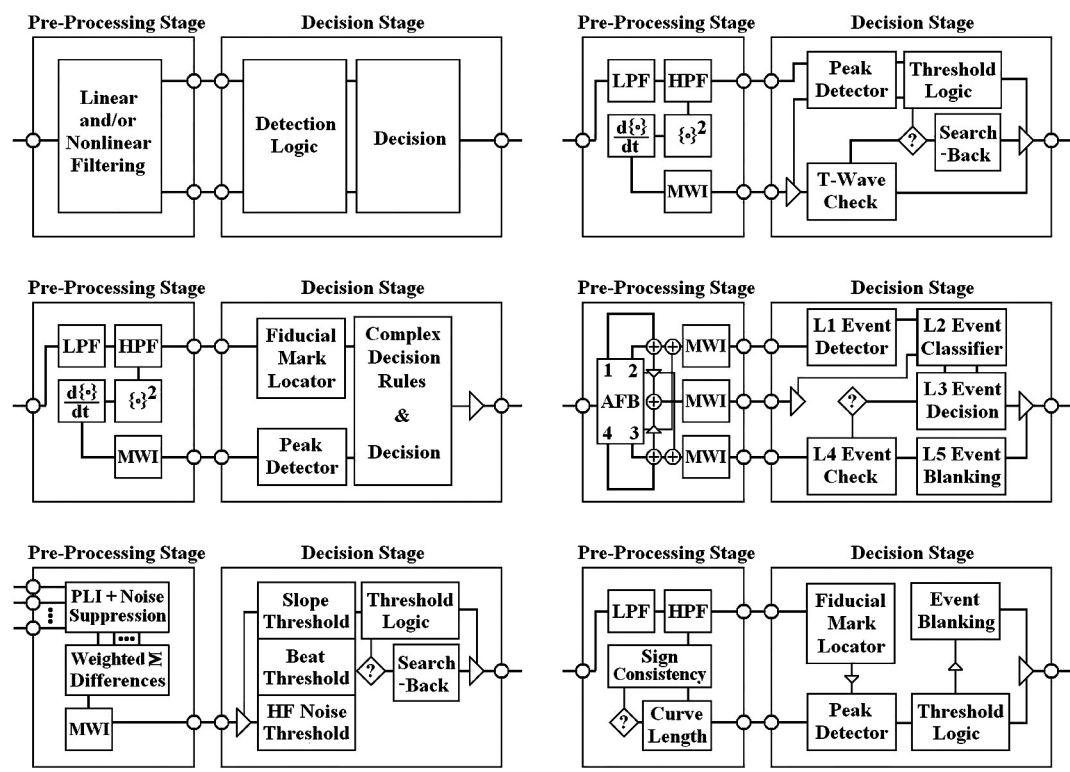 Pre-Processing Stage
Decision Stage
Linear
and/or
Nonlinear
Filtering
Detection
Logic
Decision
Pre-Processing Stage
Decision Stage
LPF
HPF
d{•}
dt
{•}²
MWI
Peak
Detector
Threshold
Logic
?
Search
-Back
T-Wave
Check
Pre-Processing Stage
Decision Stage
LPF
HPF
d{•}
dt
{•}²
MWI
Fiducial
Mark
Locator
Peak
Detector
Complex
Decision
Rules
&
Decision
Pre-Processing Stage
Decision Stage
1 2
AFB
4 3
MWI
MWI
MWI
L1 Event
Detector
L2 Event
Classifier
L3 Event
Decision
?
L4 Event
Check
L5 Event
Blanking
Pre-Processing Stage
Decision Stage
PLI + Noise
Suppression
Weighted Σ
Differences
MWI
Slope
Threshold
Beat
Threshold
HF Noise
Threshold
Threshold
Logic
?
Search
-Back
Pre-Processing Stage
Decision Stage
LPF
HPF
Sign
Consistency
?
Curve
Length
Fiducial
Mark
Locator
Peak
Detector
Event
Blanking
Threshold
Logic